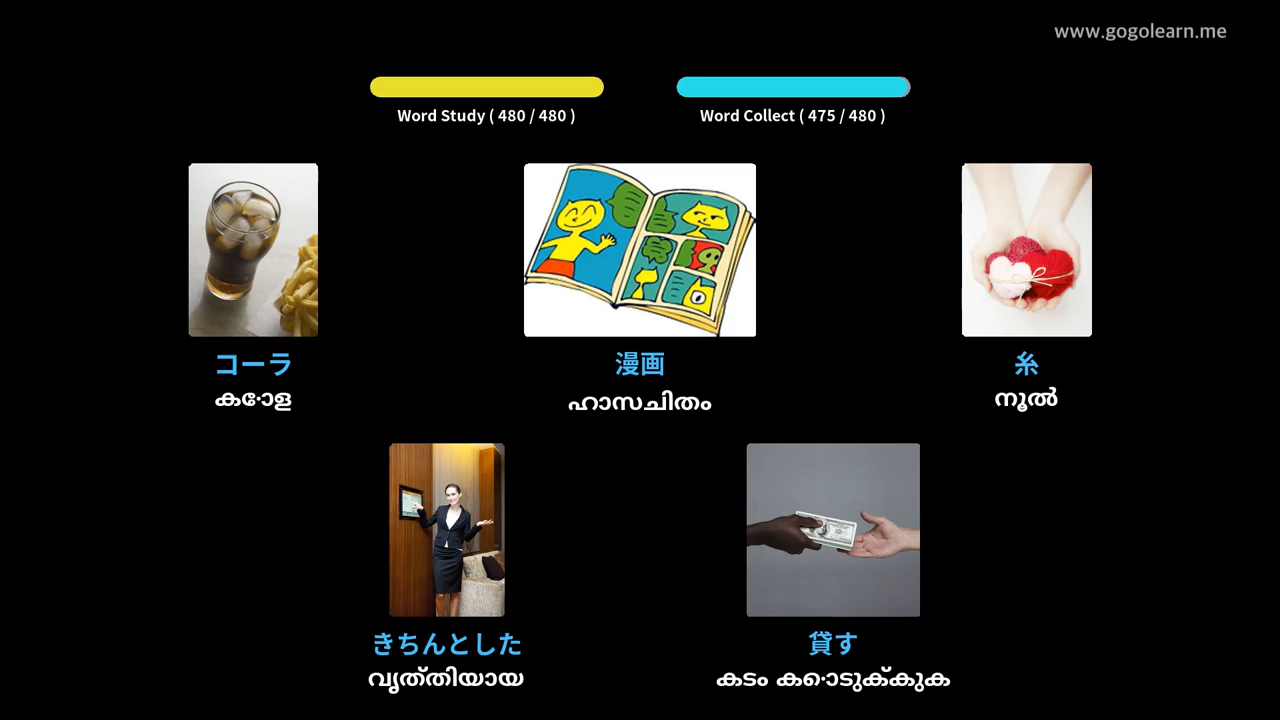 www.gogolearn.me
Word Study ( 480 / 480 )
Word Collect ( 475 / 480 )
コーラ
കോള
漫画
ഹാസചിതം
糸
നൂൽ
きちんとした
വൃത്തിയായ
貸す
കടം കൊടുക്കുക